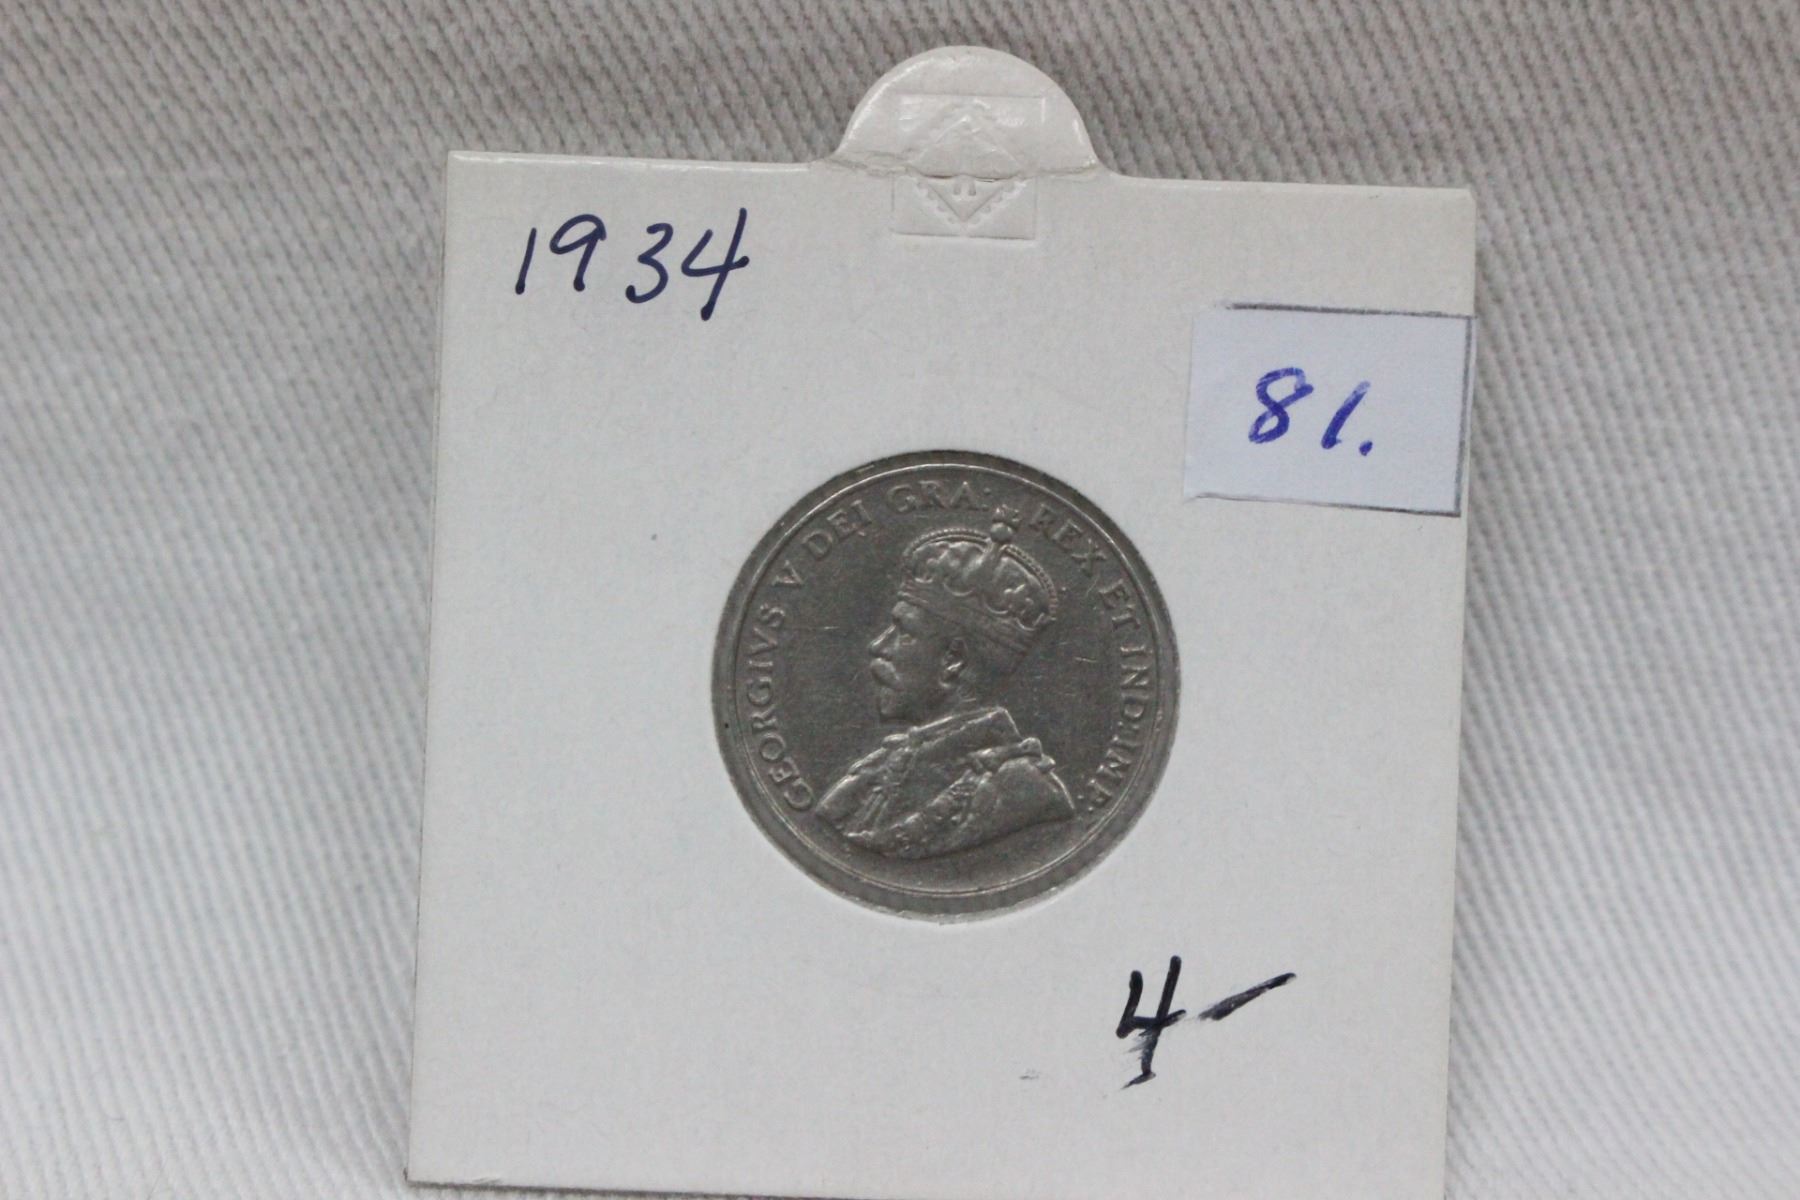 1934
81.
GEORGIVS V DEI GRA: REX ET IND: IMP:
4-